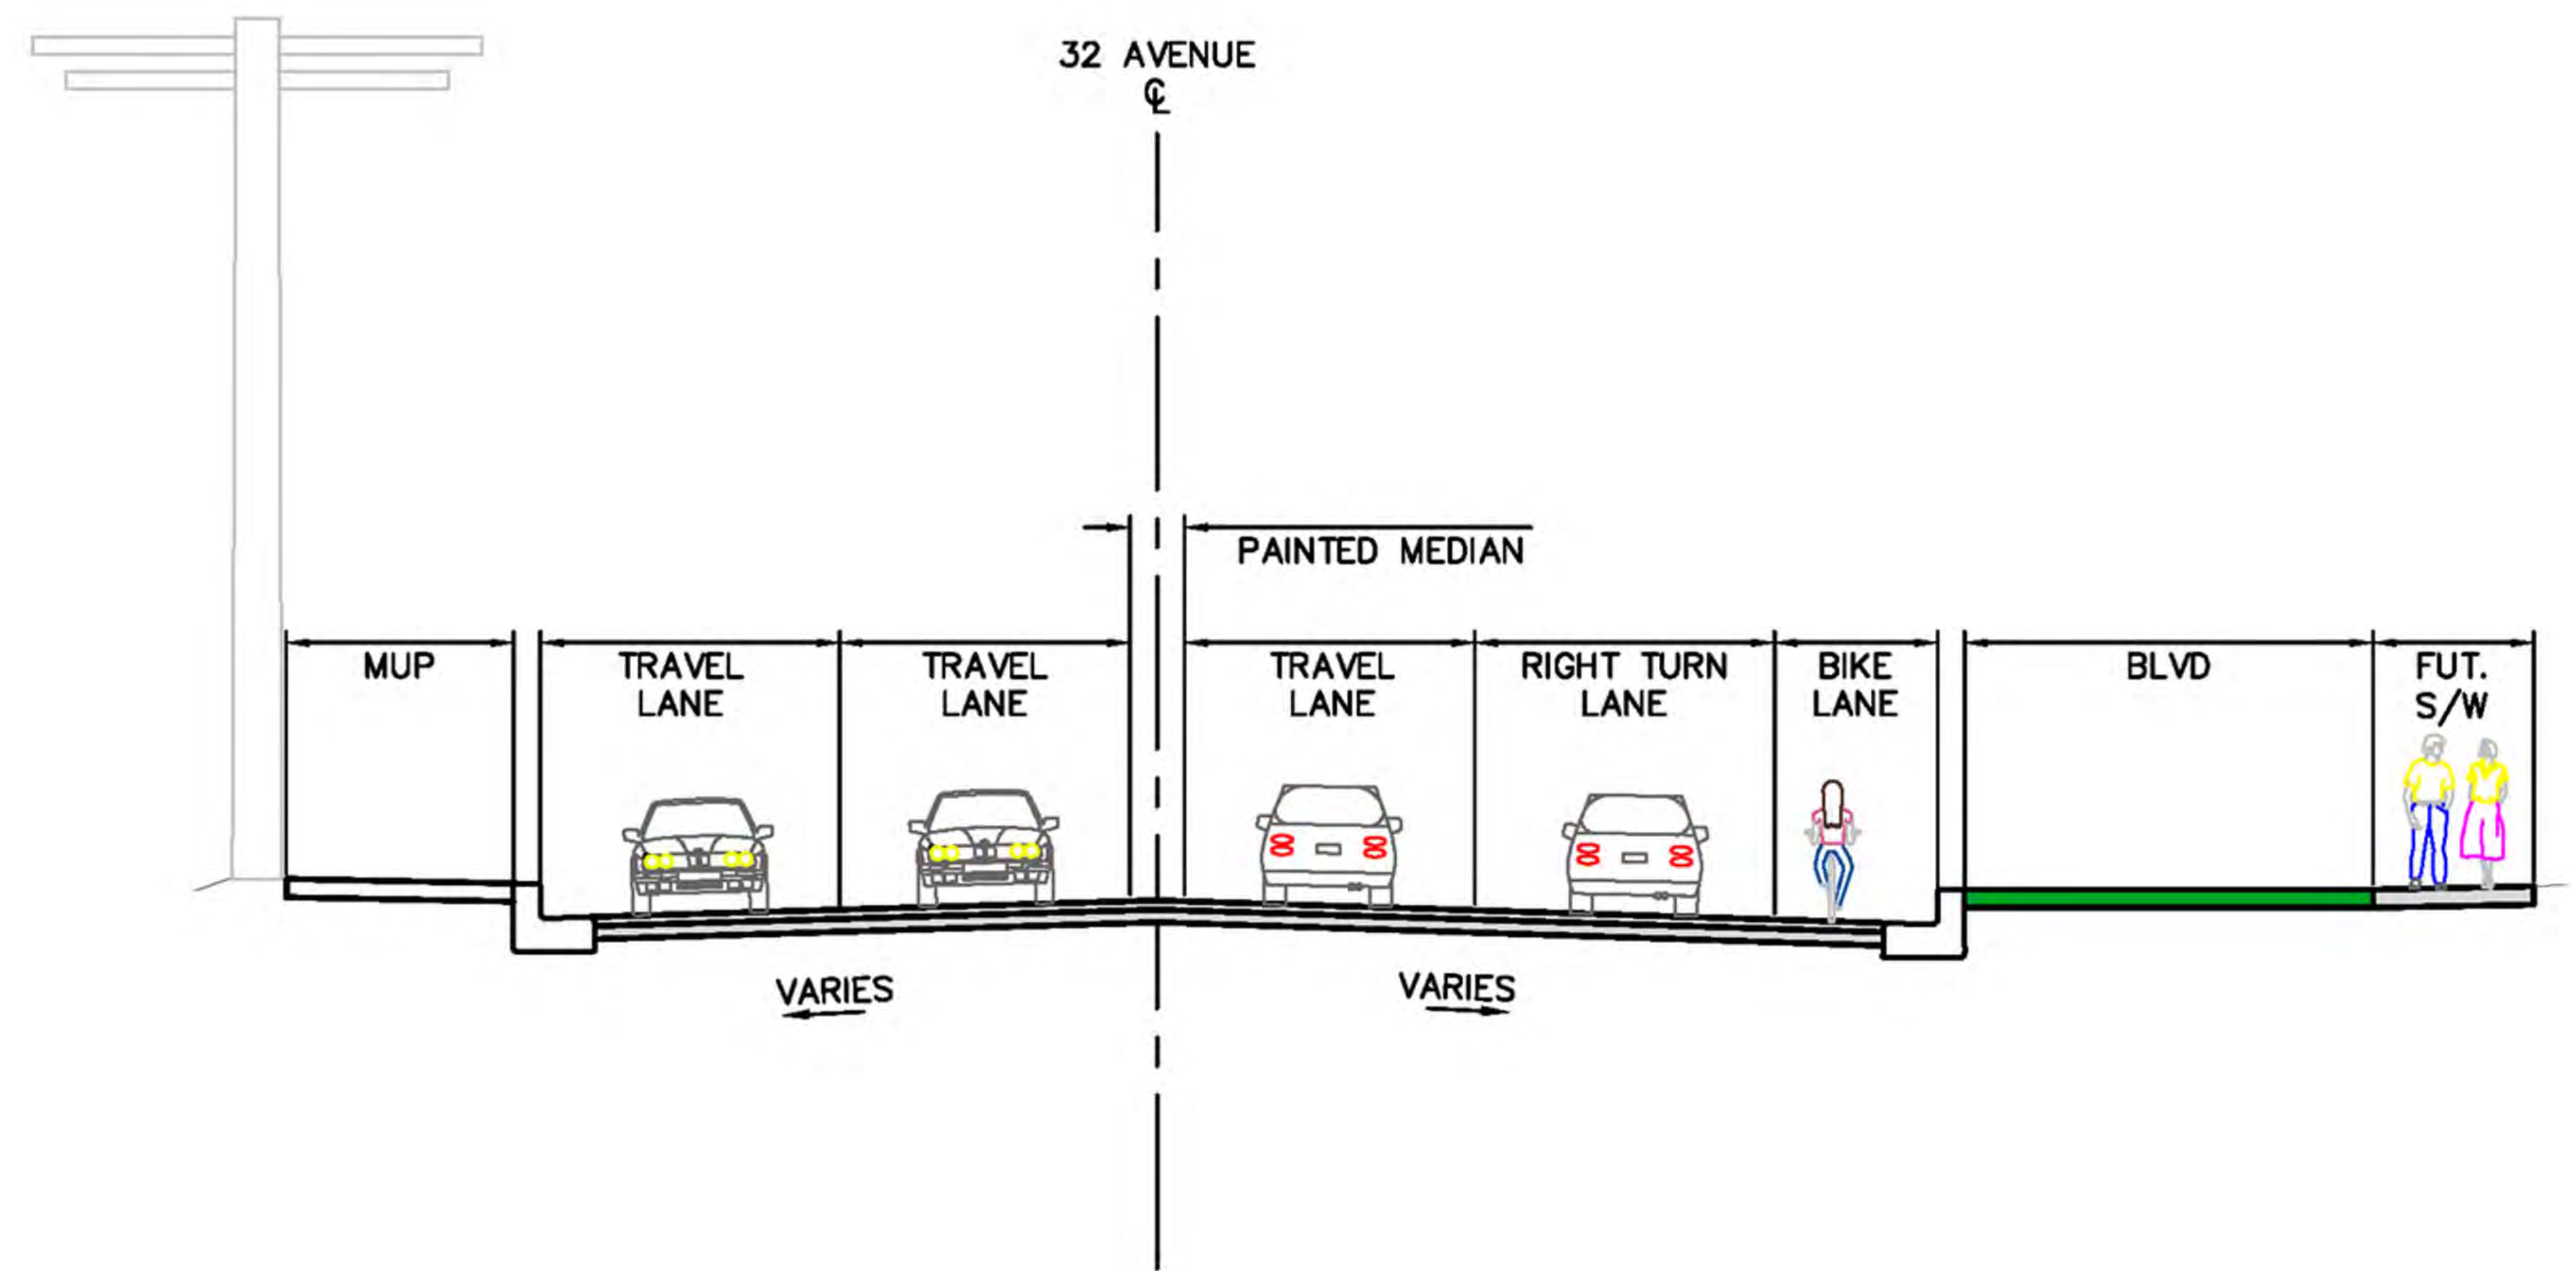 32 AVENUE
℄
PAINTED MEDIAN
MUP
TRAVEL
LANE
TRAVEL
LANE
TRAVEL
LANE
RIGHT TURN
LANE
BIKE
LANE
BLVD
FUT.
S/W
VARIES
VARIES